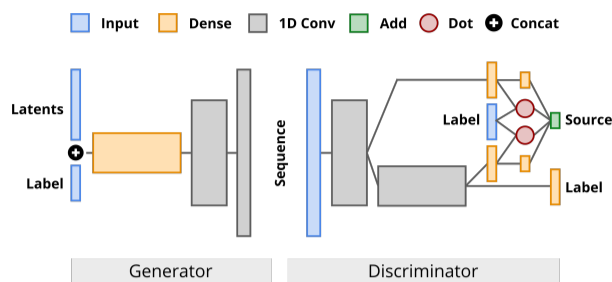 Input Dense 1D Conv Add Dot Concat
Latents
Label
Sequence
Label
Source
Label
Generator
Discriminator